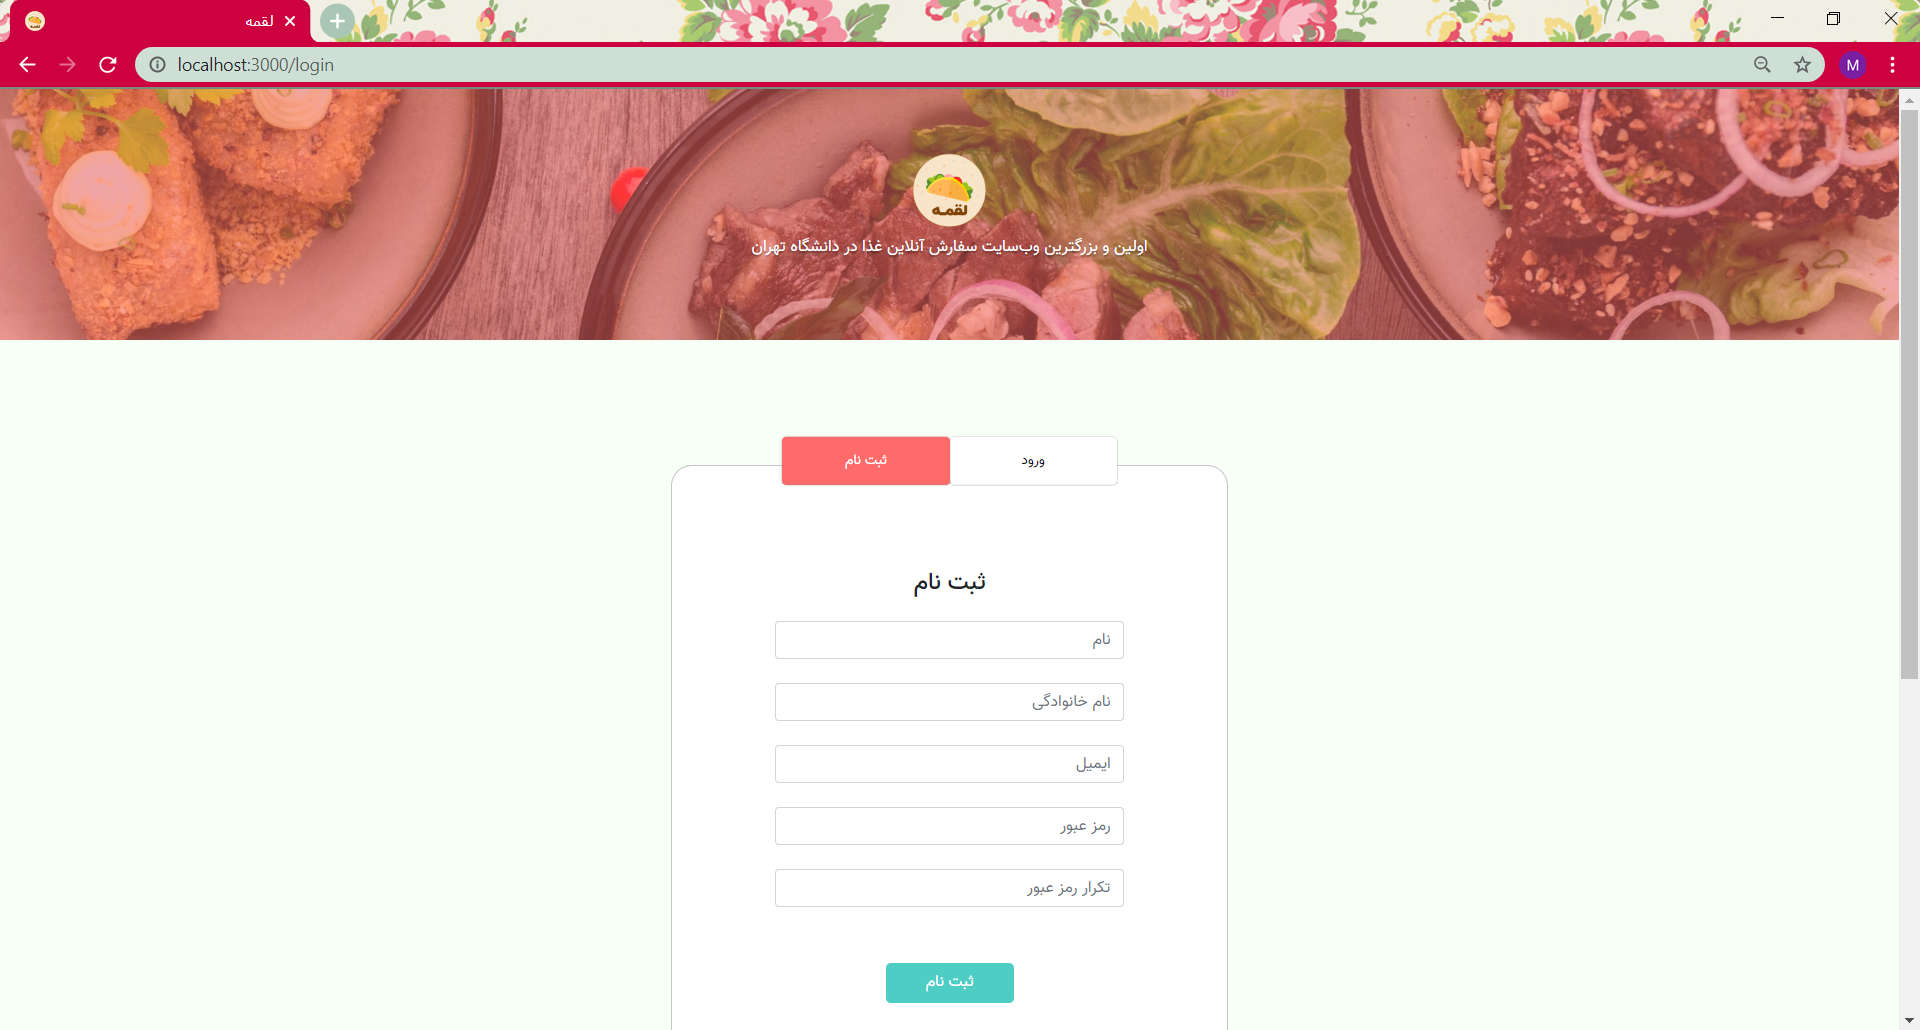 لقمه
localhost:3000/login
M
لقمه
اولین و بزرگترین وب‌سایت سفارش آنلاین غذا در دانشگاه تهران
ورود
ثبت نام
ثبت نام
نام
نام خانوادگی
ایمیل
رمز عبور
تکرار رمز عبور
ثبت نام